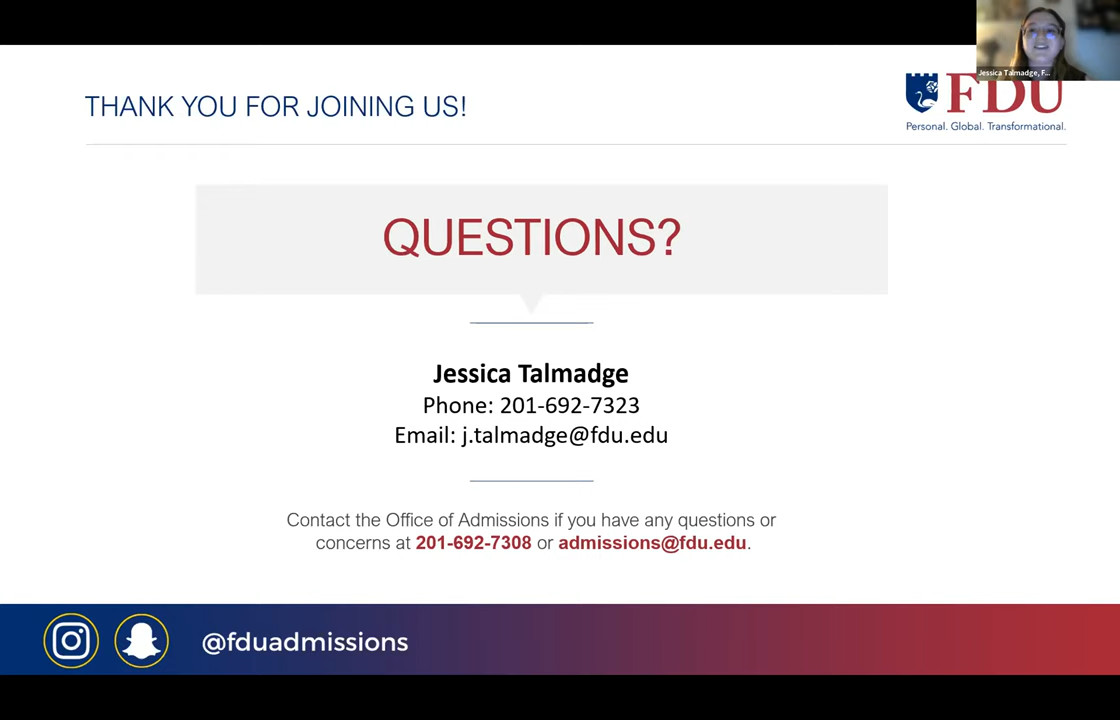 Jessica Talmadge, F...
THANK YOU FOR JOINING US!
FDU
Personal. Global. Transformational.
QUESTIONS?
Jessica Talmadge
Phone: 201-692-7323
Email: j.talmadge@fdu.edu
Contact the Office of Admissions if you have any questions or
concerns at 201-692-7308 or admissions@fdu.edu.
@fduadmissions